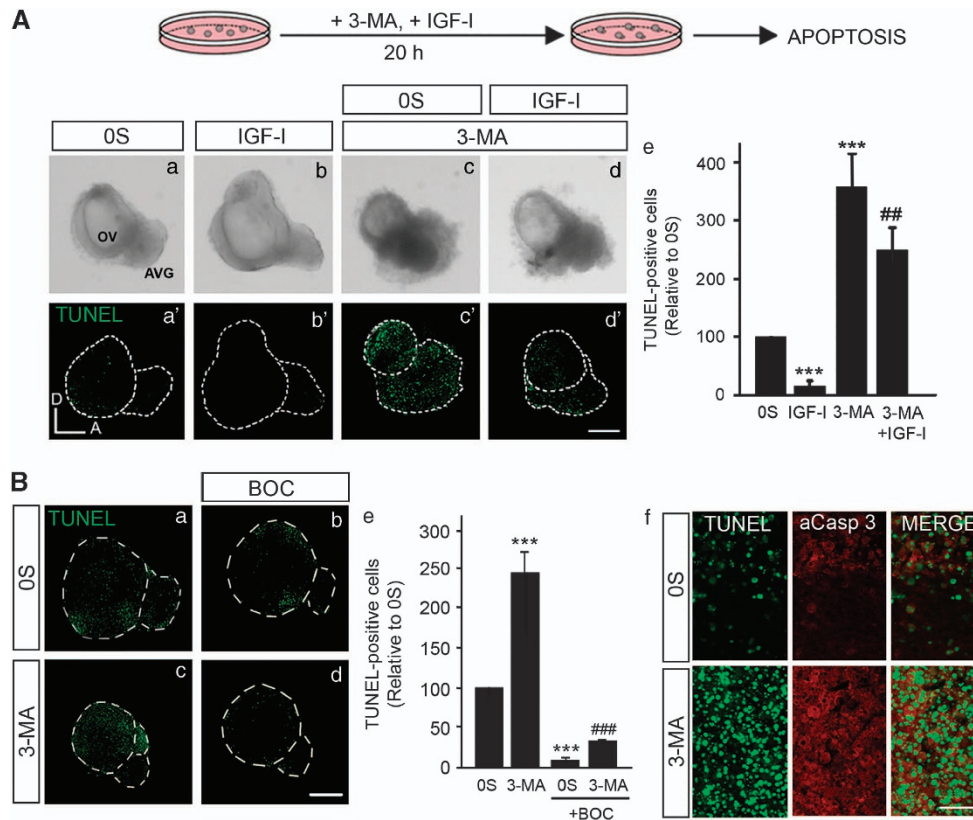 A
+ 3-MA, + IGF-I
20 h
APOPTOSIS
0S
IGF-I
0S
IGF-I
3-MA
a
b
c
d
OV
AVG
TUNEL
a'
b'
c'
d'
D
A
e
TUNEL-positive cells
(Relative to 0S)
400
300
200
100
0
***
***
##
0S
IGF-I
3-MA
3-MA
+IGF-I
B
BOC
0S
3-MA
TUNEL
a
b
c
d
e
TUNEL-positive cells
(Relative to 0S)
300
250
200
150
100
50
0
***
***
###
0S
3-MA
0S
3-MA
+BOC
f
TUNEL
aCasp 3
MERGE
0S
3-MA